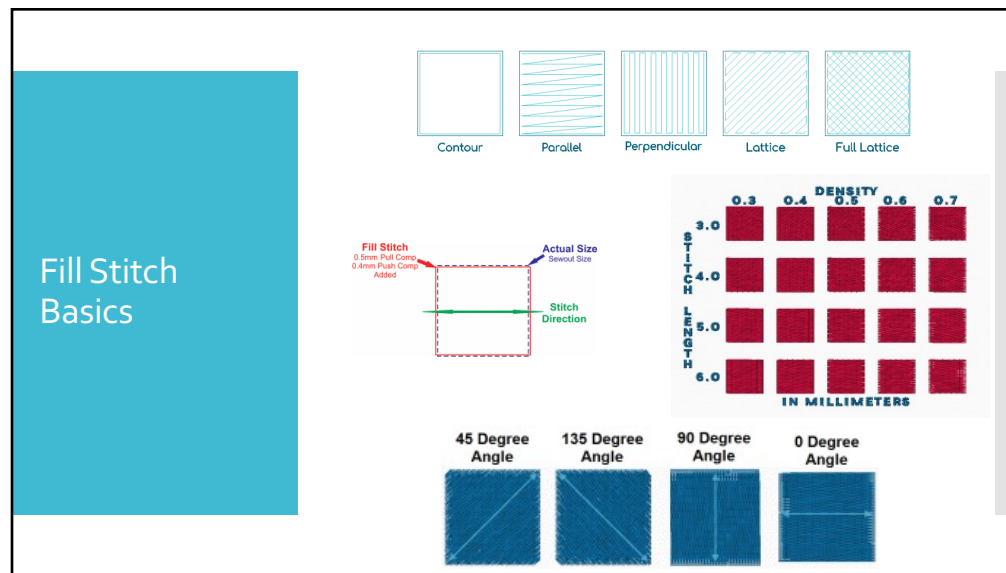 Fill Stitch
Basics
Contour
Parallel
Perpendicular
Lattice
Full Lattice
Fill Stitch
0.5mm Pull Comp
0.4mm Push Comp
Added
Actual Size
Sewout Size
Stitch
Direction
DENSITY
0.3 0.4 0.5 0.6 0.7
STITCH LENGTH
3.0
4.0
5.0
6.0
IN MILLIMETERS
45 Degree
Angle
135 Degree
Angle
90 Degree
Angle
0 Degree
Angle